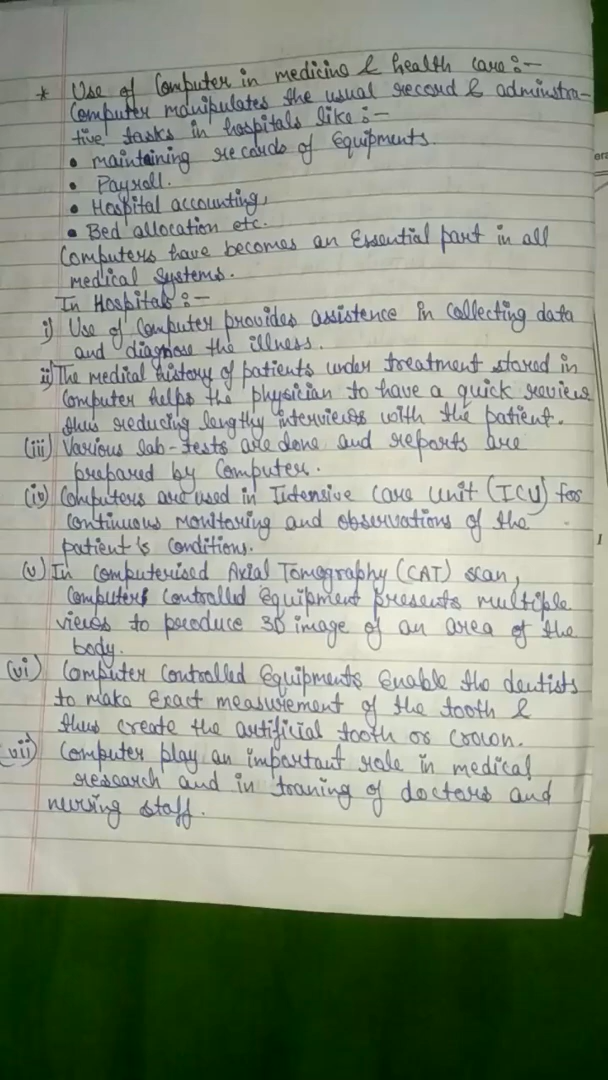 * Use of Computer in medicine & health care :-
Computer manipulates the usual record & adminstra-
tive tasks in hospitals like :-
• maintaining records of Equipments.
• Payroll.
• Hospital accounting,
• Bed allocation etc.
Computers have becomes an Essential part in all
medical systems.
In Hospitals :-
i) Use of Computer provides assistence in collecting data
and diagnose the illness.
ii) The medical history of patients under treatment stored in
Computer helps the physician to have a quick review
thus reducing lengthy interviews with the patient.
(iii) Various lab-tests are done and reports are
prepared by Computer.
(iv) Computers are used in Intensive Care Unit (ICU) for
Continuous Monitoring and observations of the
patient's conditions.
(v) In Computerised Axial Tomography (CAT) scan,
Computers Controlled Equipment presents multiple
views to produce 3D image of an area of the
body.
(vi) Computer Controlled Equipments Enable the dentists
to make Exact measurement of the tooth &
thus create the artificial tooth or crown.
(vii) Computer play an important role in medical
research and in traning of doctors and
nursing staff.